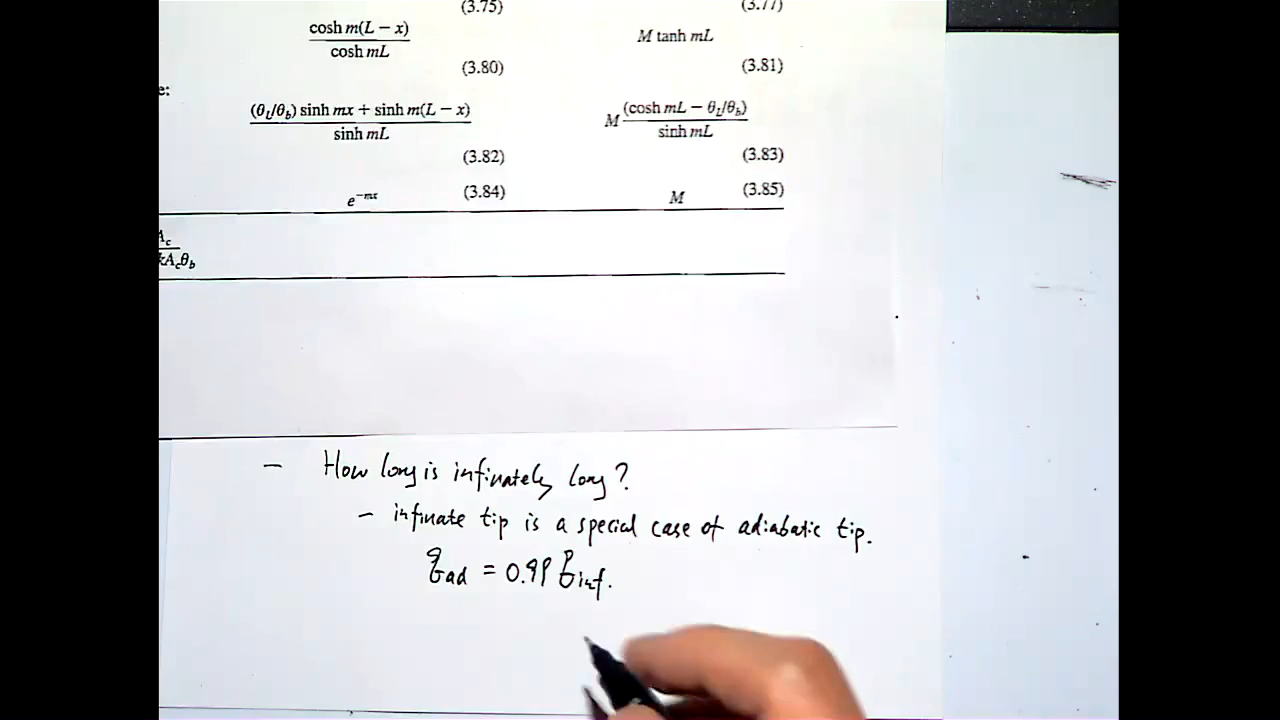 (3.75) (3.77)
cosh m(L − x) / cosh mL M tanh mL
(3.80) (3.81)
e:
(θL/θb) sinh mx + sinh m(L − x) / sinh mL M (cosh mL − θL/θb) / sinh mL
(3.82) (3.83)
e^−mx (3.84) M (3.85)
Ac
kAcθb
— How long is infinately long?
— infinate tip is a special case of adiabatic tip.
qad = 0.99 qinf.